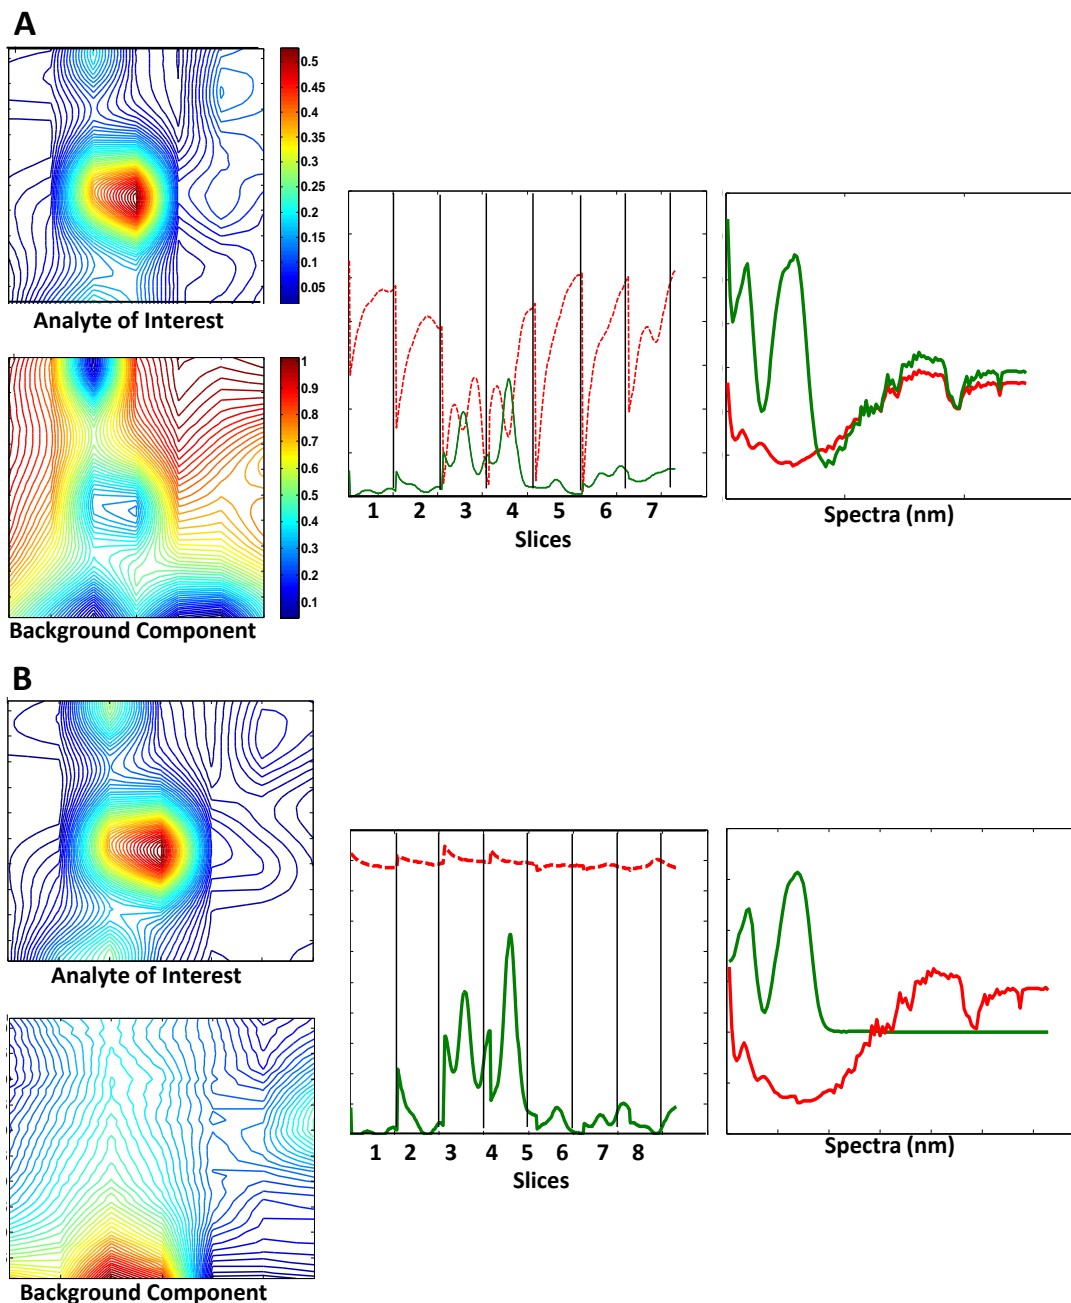 A
0.5
0.45
0.4
0.35
0.3
0.25
0.2
0.15
0.1
0.05
Analyte of Interest
1
0.9
0.8
0.7
0.6
0.5
0.4
0.3
0.2
0.1
Background Component
1 2 3 4 5 6 7
Slices
Spectra (nm)
B
Analyte of Interest
Background Component
1 2 3 4 5 6 7 8
Slices
Spectra (nm)